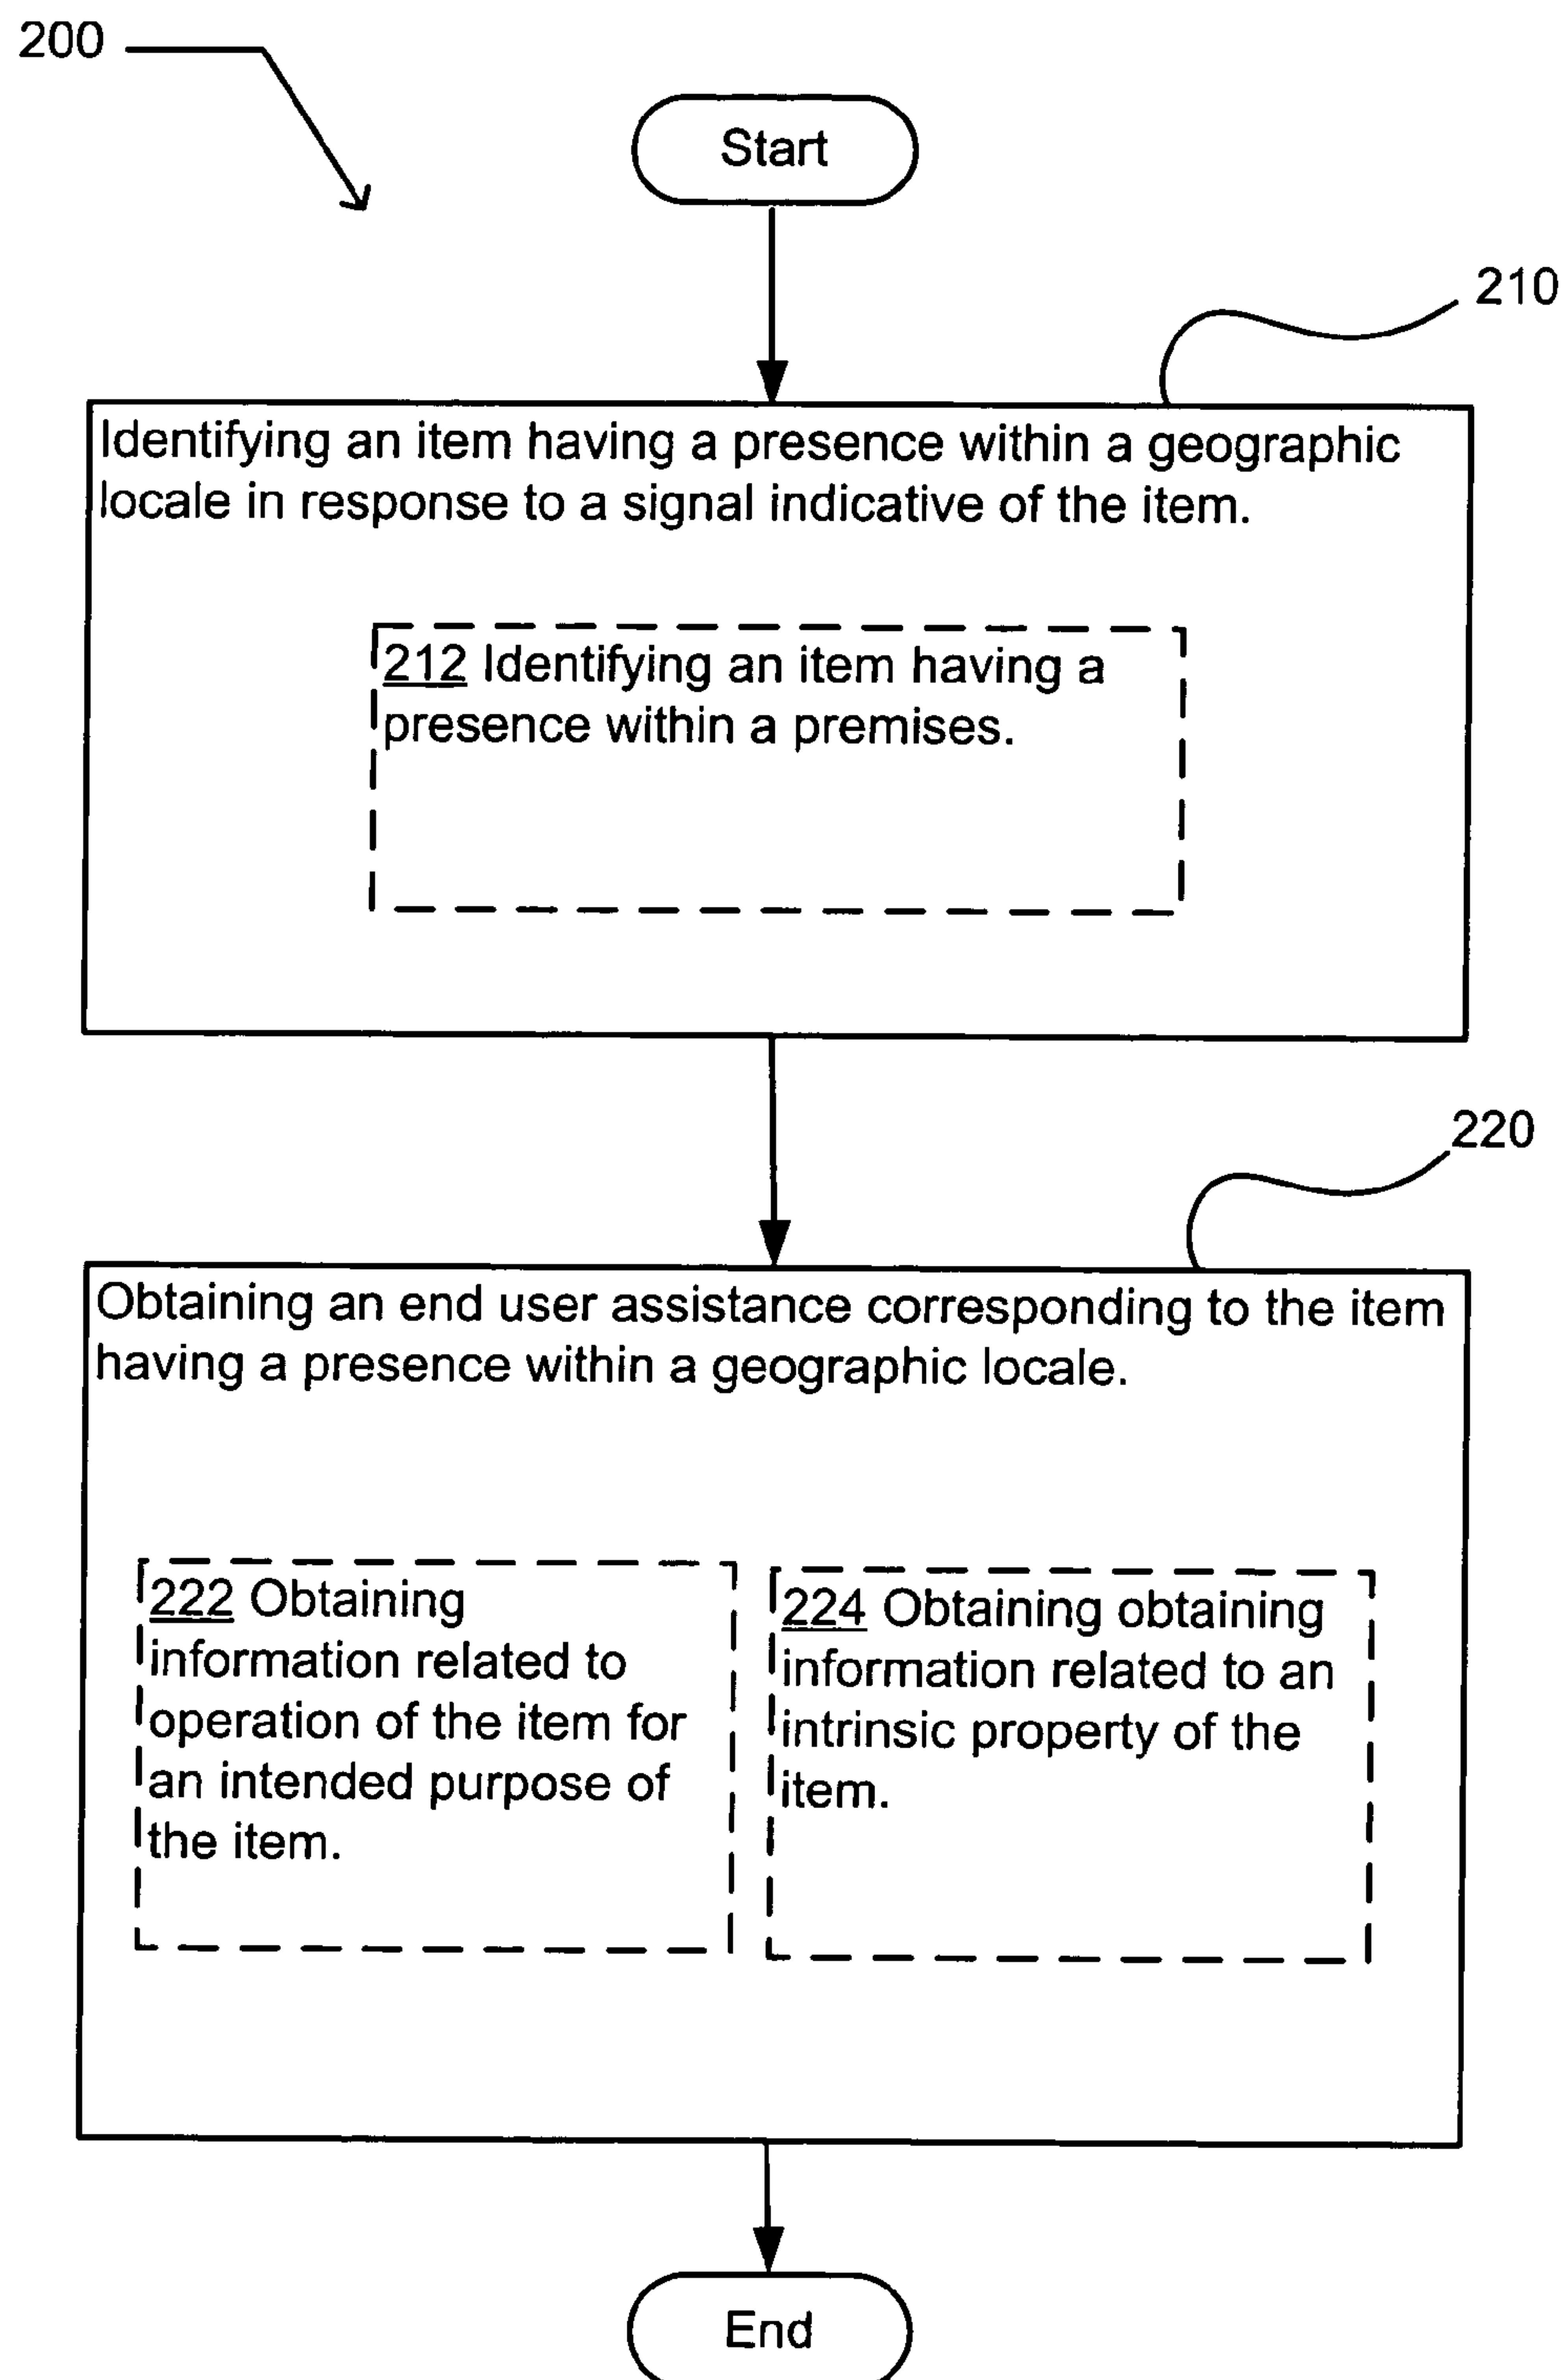 200
Start
210
Identifying an item having a presence within a geographic
locale in response to a signal indicative of the item.
212 Identifying an item having a
presence within a premises.
220
Obtaining an end user assistance corresponding to the item
having a presence within a geographic locale.
222 Obtaining
information related to
operation of the item for
an intended purpose of
the item.
224 Obtaining obtaining
information related to an
intrinsic property of the
item.
End